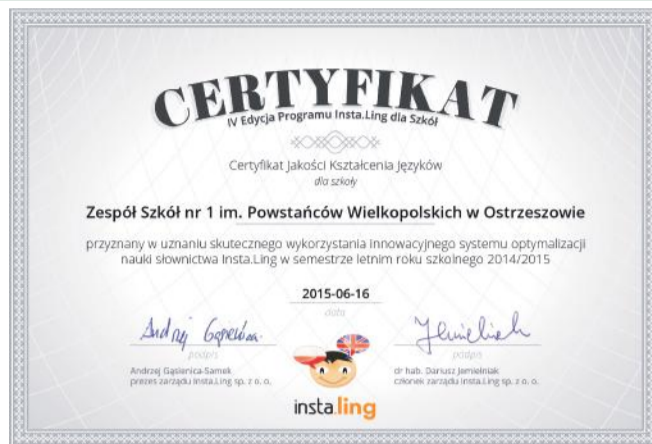 CERTYFIKAT
IV Edycja Programu Insta.Ling dla Szkół
Certyfikat Jakości Kształcenia Języków
dla szkoły
Zespół Szkół nr 1 im. Powstańców Wielkopolskich w Ostrzeszowie
przyznany w uznaniu skutecznego wykorzystania innowacyjnego systemu optymalizacji
nauki słownictwa Insta.Ling w semestrze letnim roku szkolnego 2014/2015
2015-06-16
data
podpis
Andrzej Gąsienica-Samek
prezes zarządu Insta.Ling sp. z o. o.
podpis
dr hab. Dariusz Jemielniak
członek zarządu Insta.Ling sp. z o. o.
insta.ling